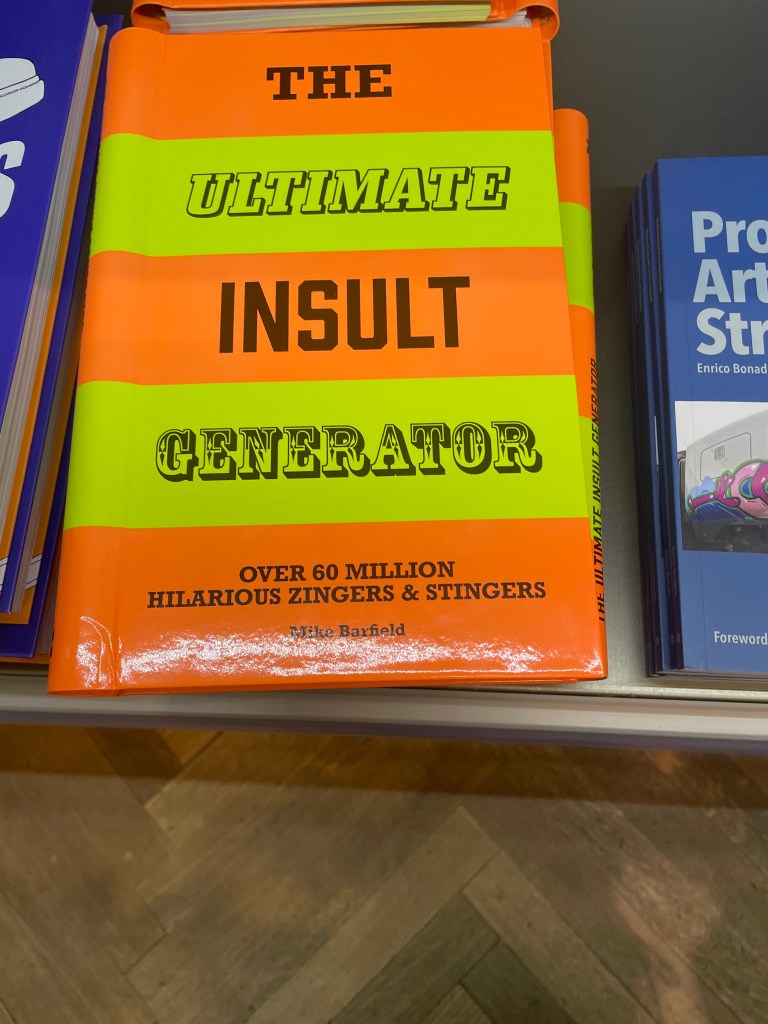 THE
ULTIMATE
INSULT
GENERATOR
OVER 60 MILLION
HILARIOUS ZINGERS & STINGERS
Mike Barfield
THE ULTIMATE INSULT GENERATOR
Pro
Art
Str
Enrico Bonad
Foreword
S